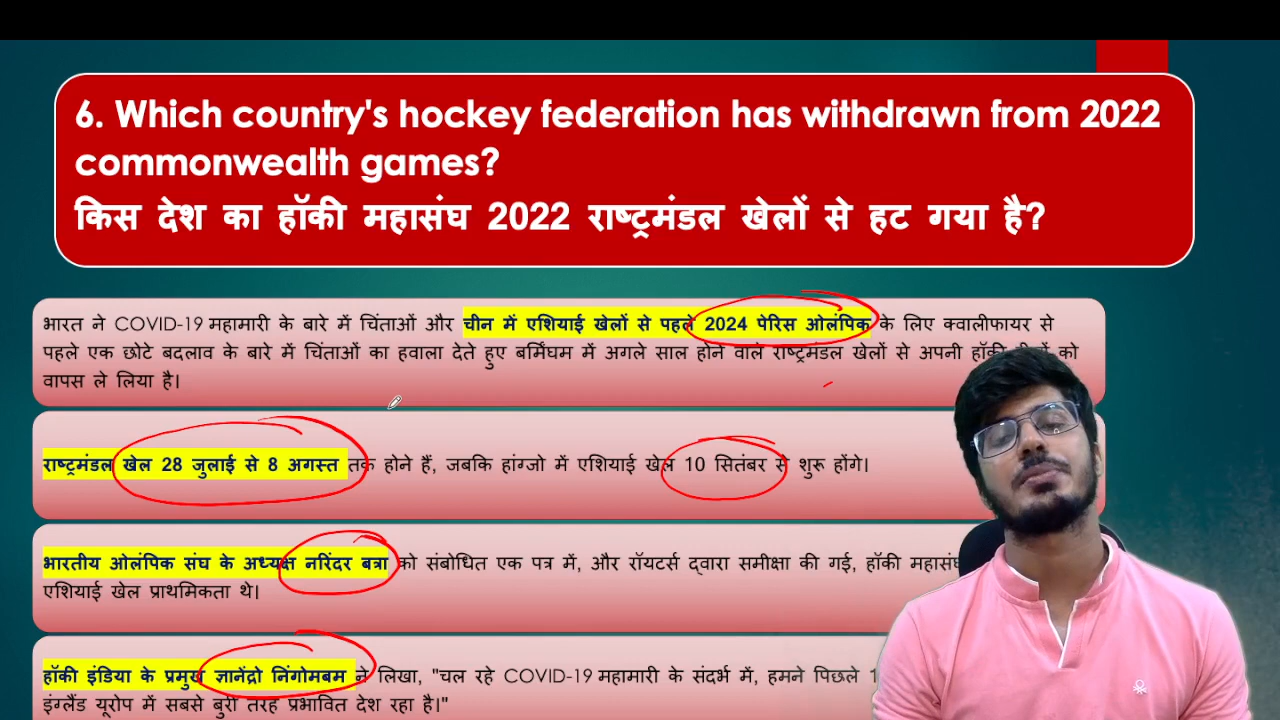 6. Which country's hockey federation has withdrawn from 2022
commonwealth games?
किस देश का हॉकी महासंघ 2022 राष्ट्रमंडल खेलों से हट गया है?
भारत ने COVID-19 महामारी के बारे में चिंताओं और चीन में एशियाई खेलों से पहले 2024 पेरिस ओलंपिक के लिए क्वालीफायर से
पहले एक छोटे बदलाव के बारे में चिंताओं का हवाला देते हुए बर्मिंघम में अगले साल होने वाले राष्ट्रमंडल खेलों से अपनी हॉकी को
वापस ले लिया है।
राष्ट्रमंडल खेल 28 जुलाई से 8 अगस्त तक होने हैं, जबकि हांग्जो में एशियाई खेल 10 सितंबर से शुरू होंगे।
भारतीय ओलंपिक संघ के अध्यक्ष नरिंदर बत्रा को संबोधित एक पत्र में, और रॉयटर्स द्वारा समीक्षा की गई, हॉकी
एशियाई खेल प्राथमिकता थे।
हॉकी इंडिया के प्रमुख ज्ञानेंद्रो निंगोमबम ने लिखा, "चल रहे COVID-19 महामारी के संदर्भ में, हमने पिछले
इंग्लैंड यूरोप में सबसे बुरी तरह प्रभावित देश रहा है।"